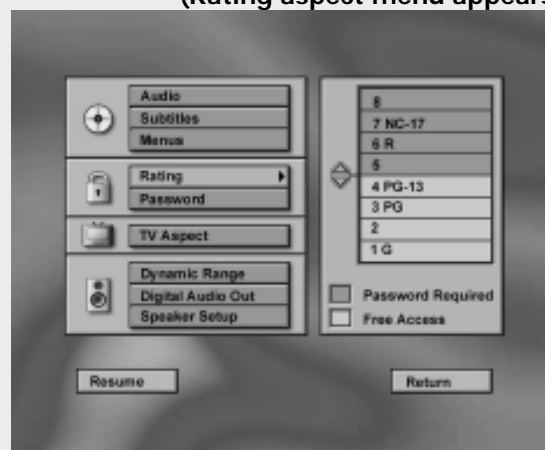 (Rating aspect menu appears
Audio
Subtitles
Menus
Rating
Password
TV Aspect
Dynamic Range
Digital Audio Out
Speaker Setup
8
7 NC-17
6 R
5
4 PG-13
3 PG
2
1 G
Password Required
Free Access
Resume
Return